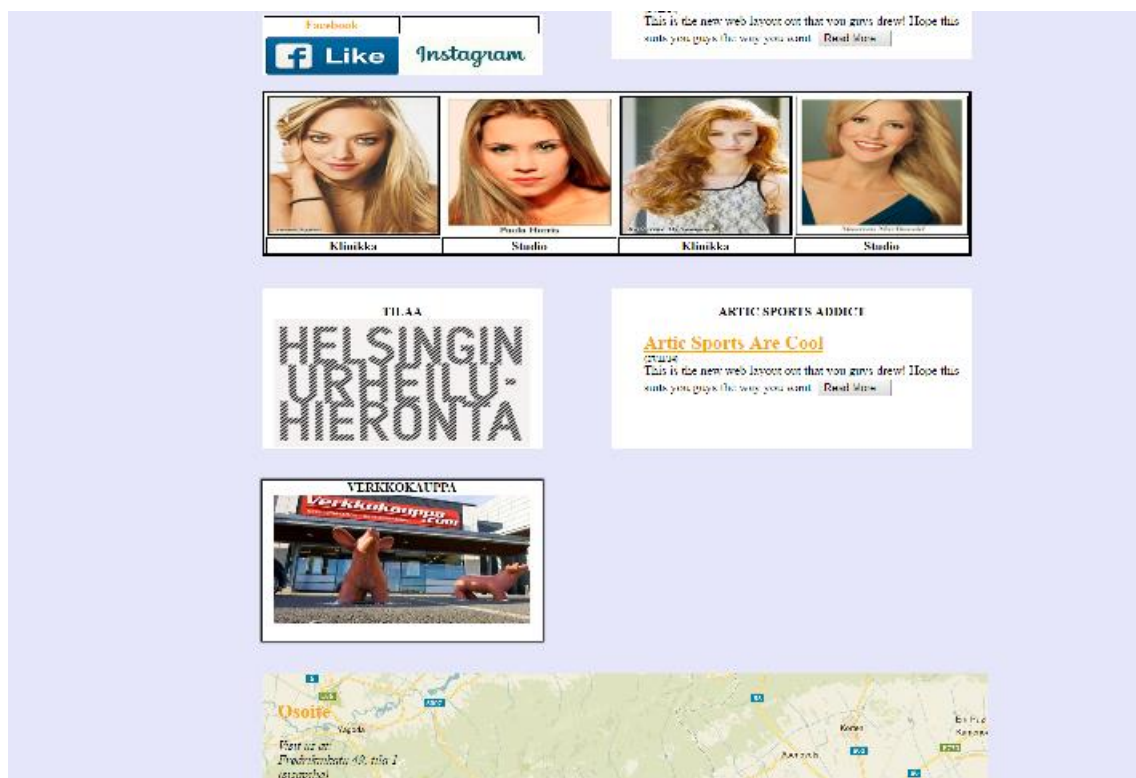 Facebook
This is the new web layout out that you guys drew! Hope this
suits you guys the way you want. Read More...
Like
Instagram
Paula Harris
Klinikka
Studio
Klinikka
Studio
TILAA
HELSINGIN
URHEILU-
HIERONTA
ARTIC SPORTS ADDICT
Artic Sports Are Cool
This is the new web layout out that you guys drew! Hope this
suits you guys the way you want. Read More...
VERKKOKAUPPA
Verkkokauppa
.com
Osoite
Visit us at:
Fredrikinkatu 49, tila 1